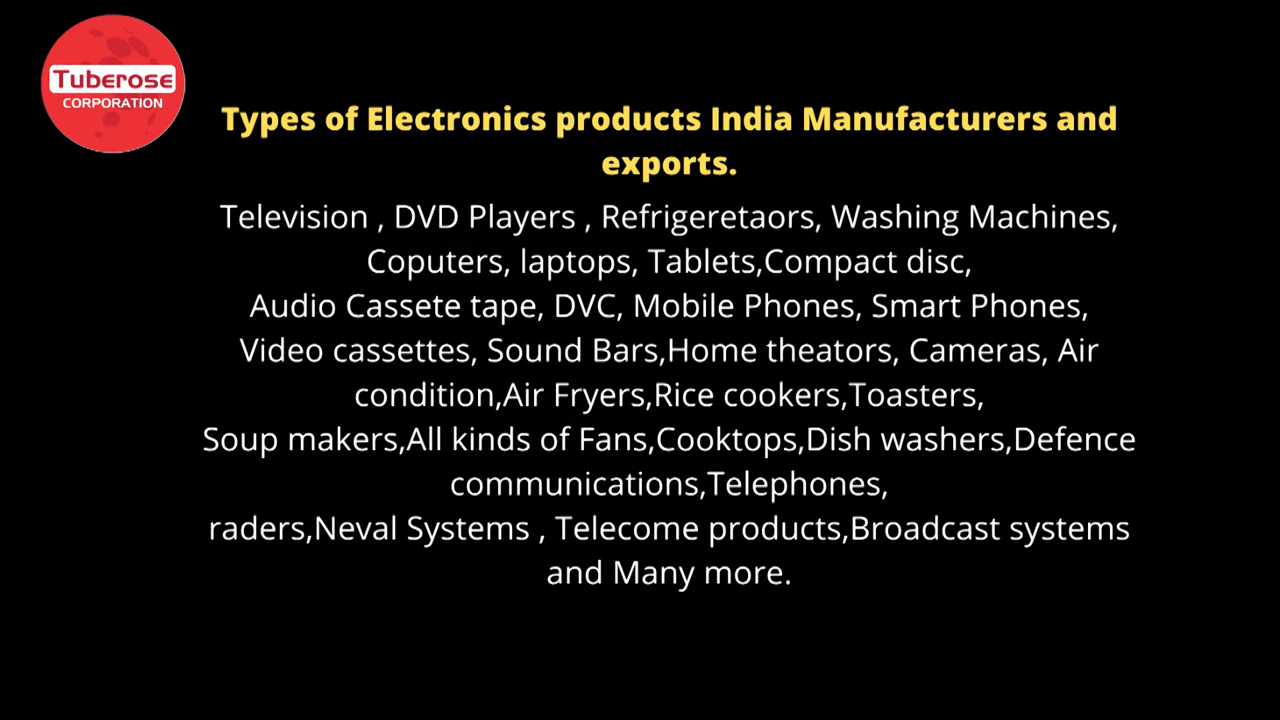 Tuberose
CORPORATION
Types of Electronics products India Manufacturers and
exports.
Television , DVD Players , Refrigeretaors, Washing Machines,
Coputers, laptops, Tablets,Compact disc,
Audio Cassete tape, DVC, Mobile Phones, Smart Phones,
Video cassettes, Sound Bars,Home theators, Cameras, Air
condition,Air Fryers,Rice cookers,Toasters,
Soup makers,All kinds of Fans,Cooktops,Dish washers,Defence
communications,Telephones,
raders,Neval Systems , Telecome products,Broadcast systems
and Many more.